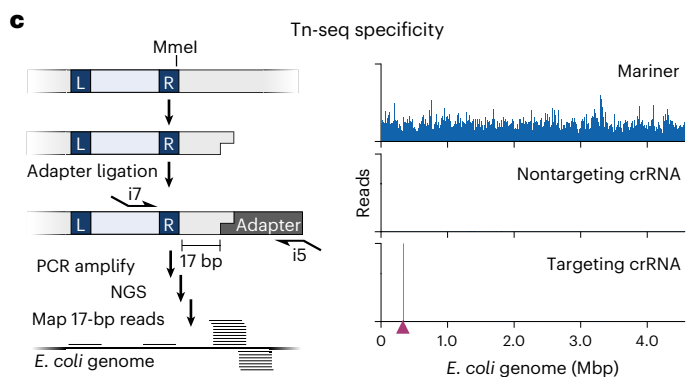 c
Tn-seq specificity
MmeI
L R
L R
Adapter ligation
i7
L R Adapter
17 bp
i5
PCR amplify
NGS
Map 17-bp reads
E. coli genome
Mariner
Nontargeting crRNA
Reads
Targeting crRNA
0 1.0 2.0 3.0 4.0
E. coli genome (Mbp)